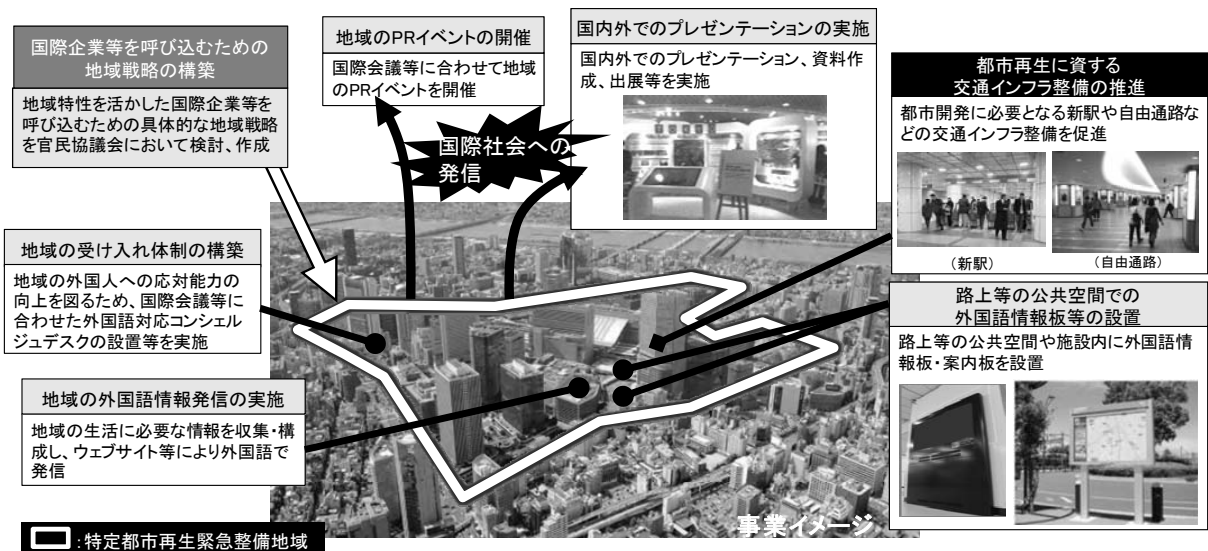 国際企業等を呼び込むための
地域戦略の構築
地域特性を活かした国際企業等を
呼び込むための具体的な地域戦略
を官民協議会において検討、作成
地域のPRイベントの開催
国際会議等に合わせて地域
のPRイベントを開催
国内外でのプレゼンテーションの実施
国内外でのプレゼンテーション、資料作
成、出展等を実施
都市再生に資する
交通インフラ整備の推進
都市開発に必要となる新駅や自由通路な
どの交通インフラ整備を促進
（新駅）
（自由通路）
国際社会への
発信
地域の受け入れ体制の構築
地域の外国人への応対能力の
向上を図るため、国際会議等に
合わせた外国語対応コンシェル
ジュデスクの設置等を実施
路上等の公共空間での
外国語情報板等の設置
路上等の公共空間や施設内に外国語情
報板・案内板を設置
地域の外国語情報発信の実施
地域の生活に必要な情報を収集・構
成し、ウェブサイト等により外国語で
発信
事業イメージ
：特定都市再生緊急整備地域